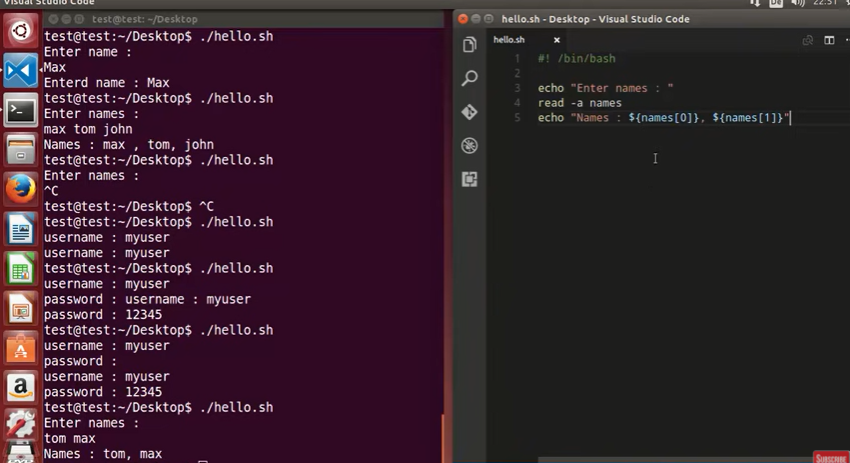 Visual Studio Code
De
22:51
test@test: ~/Desktop
test@test:~/Desktop$ ./hello.sh
Enter name :
Max
Enterd name : Max
test@test:~/Desktop$ ./hello.sh
Enter names :
max tom john
Names : max , tom, john
test@test:~/Desktop$ ./hello.sh
Enter names :
^C
test@test:~/Desktop$ ^C
test@test:~/Desktop$ ./hello.sh
username : myuser
username : myuser
test@test:~/Desktop$ ./hello.sh
username : myuser
password : username : myuser
password : 12345
test@test:~/Desktop$ ./hello.sh
username : myuser
password :
username : myuser
password : 12345
test@test:~/Desktop$ ./hello.sh
Enter names :
tom max
Names : tom, max
hello.sh - Desktop - Visual Studio Code
hello.sh
1 #! /bin/bash
2
3 echo "Enter names : "
4 read -a names
5 echo "Names : ${names[0]}, ${names[1]}"
SUBSCRIBE